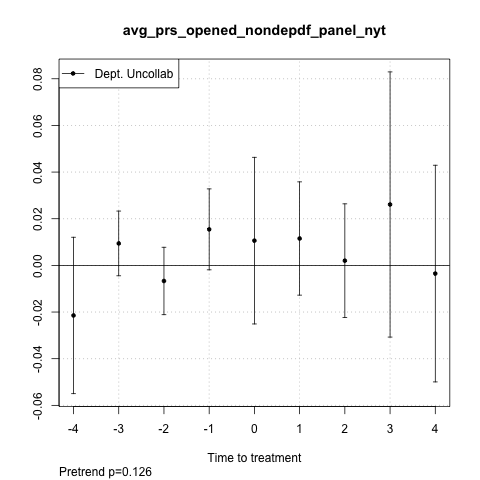 avg_prs_opened_nondepdf_panel_nyt
Dept. Uncollab
0.08
0.06
0.04
0.02
0.00
-0.02
-0.04
-0.06
-4 -3 -2 -1 0 1 2 3 4
Time to treatment
Pretrend p=0.126